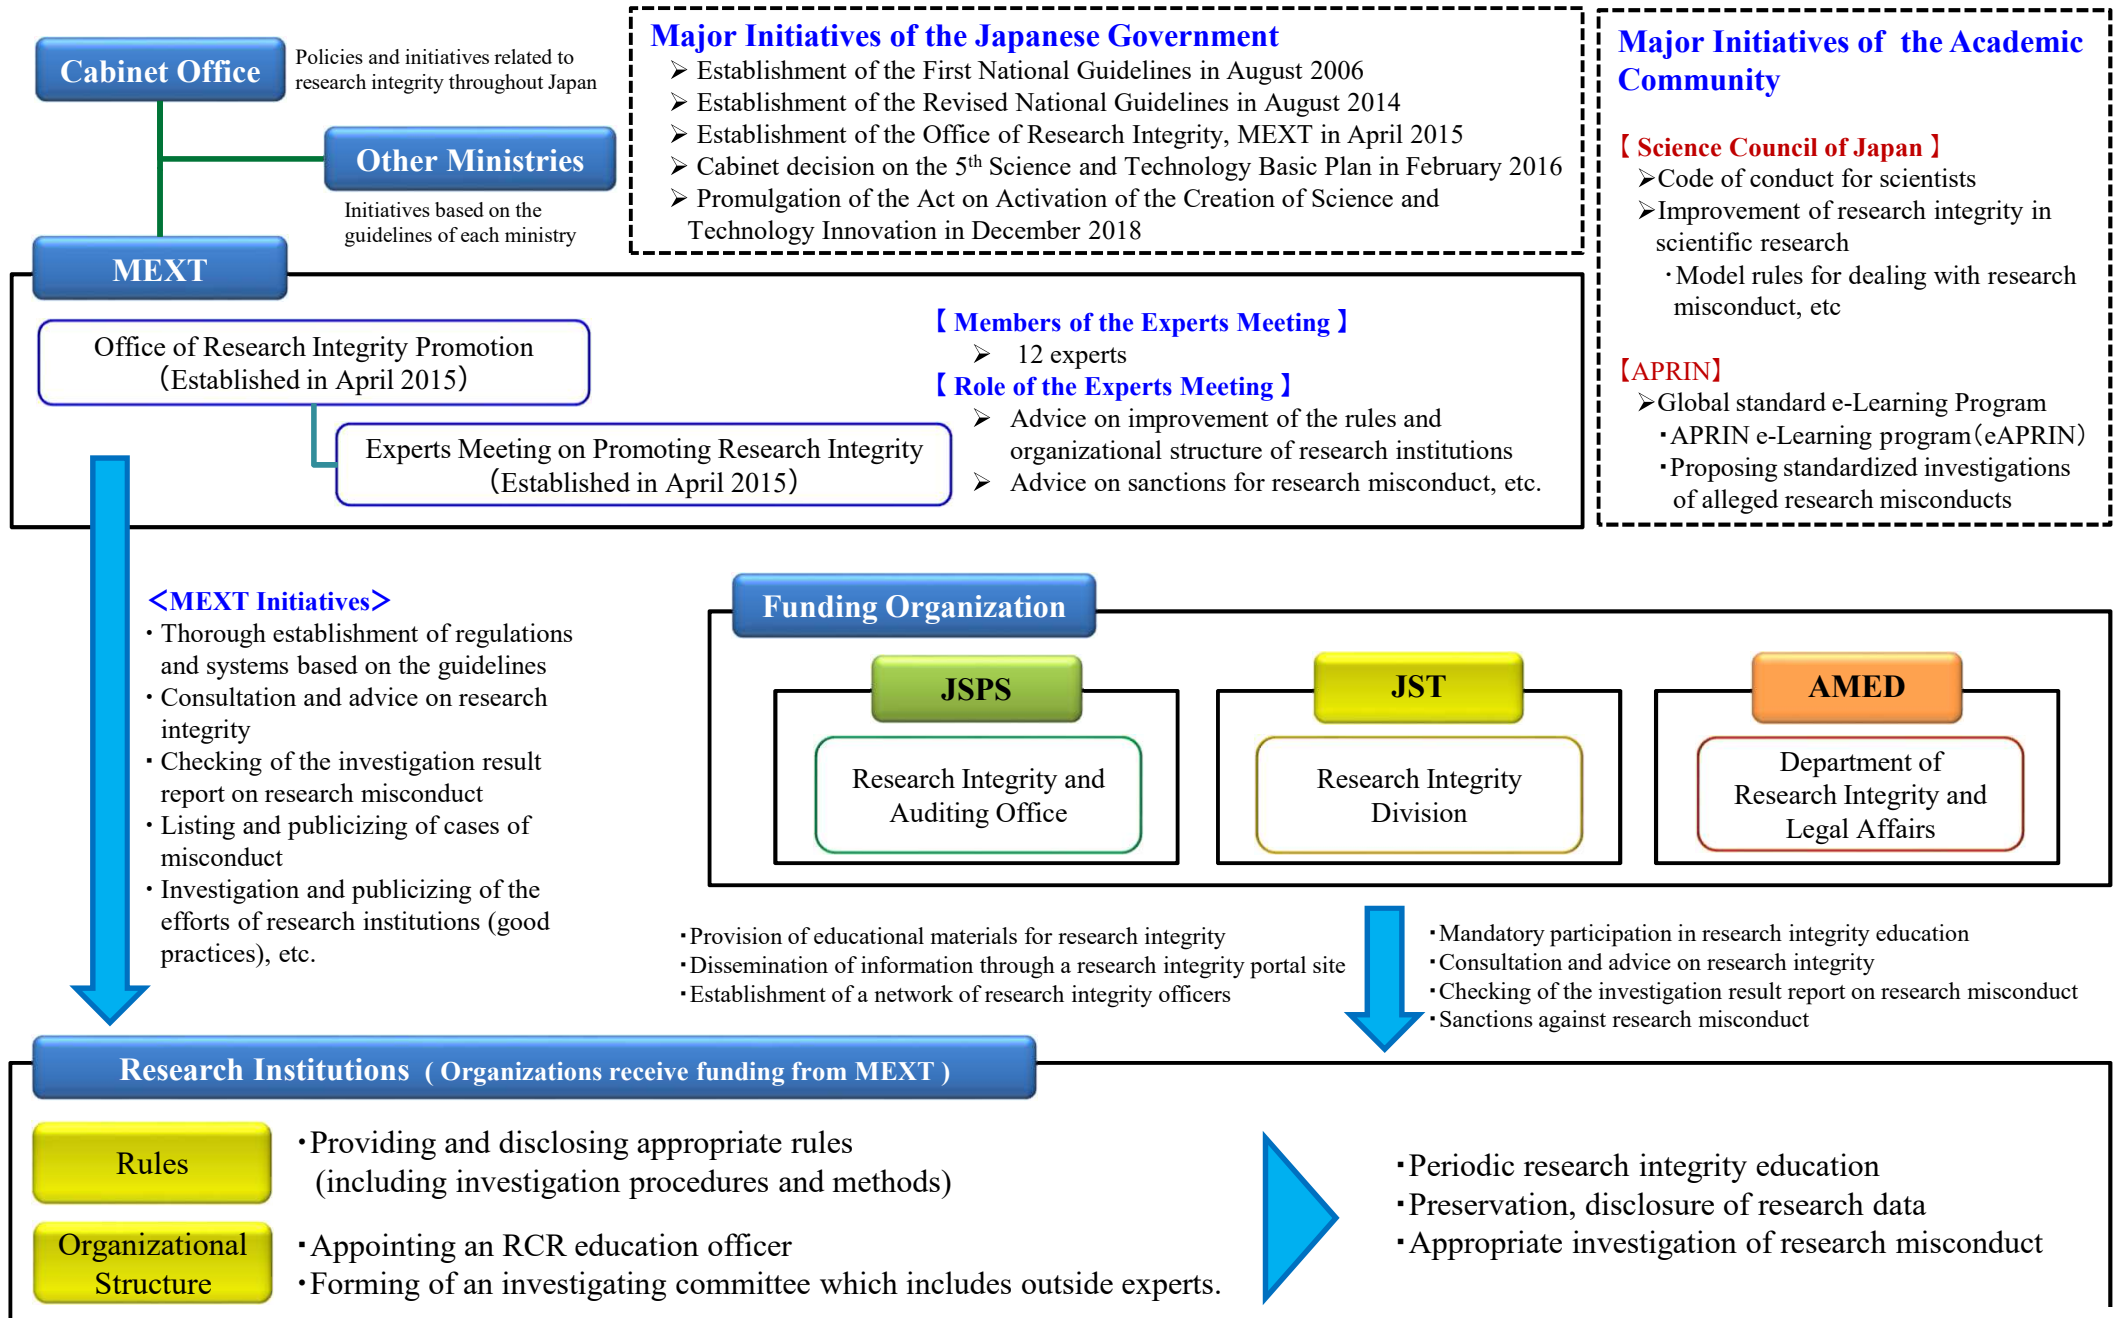 Cabinet Office
Policies and initiatives related to
research integrity throughout Japan
Other Ministries
Initiatives based on the
guidelines of each ministry
Major Initiatives of the Japanese Government
➢ Establishment of the First National Guidelines in August 2006
➢ Establishment of the Revised National Guidelines in August 2014
➢ Establishment of the Office of Research Integrity, MEXT in April 2015
➢ Cabinet decision on the 5th Science and Technology Basic Plan in February 2016
➢ Promulgation of the Act on Activation of the Creation of Science and
Technology Innovation in December 2018
Major Initiatives of the Academic
Community
【 Science Council of Japan 】
➢Code of conduct for scientists
➢Improvement of research integrity in
scientific research
・Model rules for dealing with research
misconduct, etc
【APRIN】
➢Global standard e-Learning Program
・APRIN e-Learning program（eAPRIN）
・Proposing standardized investigations
of alleged research misconducts
MEXT
Office of Research Integrity Promotion
（Established in April 2015）
Experts Meeting on Promoting Research Integrity
（Established in April 2015）
【 Members of the Experts Meeting 】
➢ 12 experts
【 Role of the Experts Meeting 】
➢ Advice on improvement of the rules and
organizational structure of research institutions
➢ Advice on sanctions for research misconduct, etc.
＜MEXT Initiatives＞
・Thorough establishment of regulations
and systems based on the guidelines
・Consultation and advice on research
integrity
・Checking of the investigation result
report on research misconduct
・Listing and publicizing of cases of
misconduct
・Investigation and publicizing of the
efforts of research institutions (good
practices), etc.
Funding Organization
JSPS
Research Integrity and
Auditing Office
JST
Research Integrity
Division
AMED
Department of
Research Integrity and
Legal Affairs
・Provision of educational materials for research integrity
・Dissemination of information through a research integrity portal site
・Establishment of a network of research integrity officers
・Mandatory participation in research integrity education
・Consultation and advice on research integrity
・Checking of the investigation result report on research misconduct
・Sanctions against research misconduct
Research Institutions ( Organizations receive funding from MEXT )
Rules
・Providing and disclosing appropriate rules
(including investigation procedures and methods)
Organizational
Structure
・Appointing an RCR education officer
・Forming of an investigating committee which includes outside experts.
・Periodic research integrity education
・Preservation, disclosure of research data
・Appropriate investigation of research misconduct